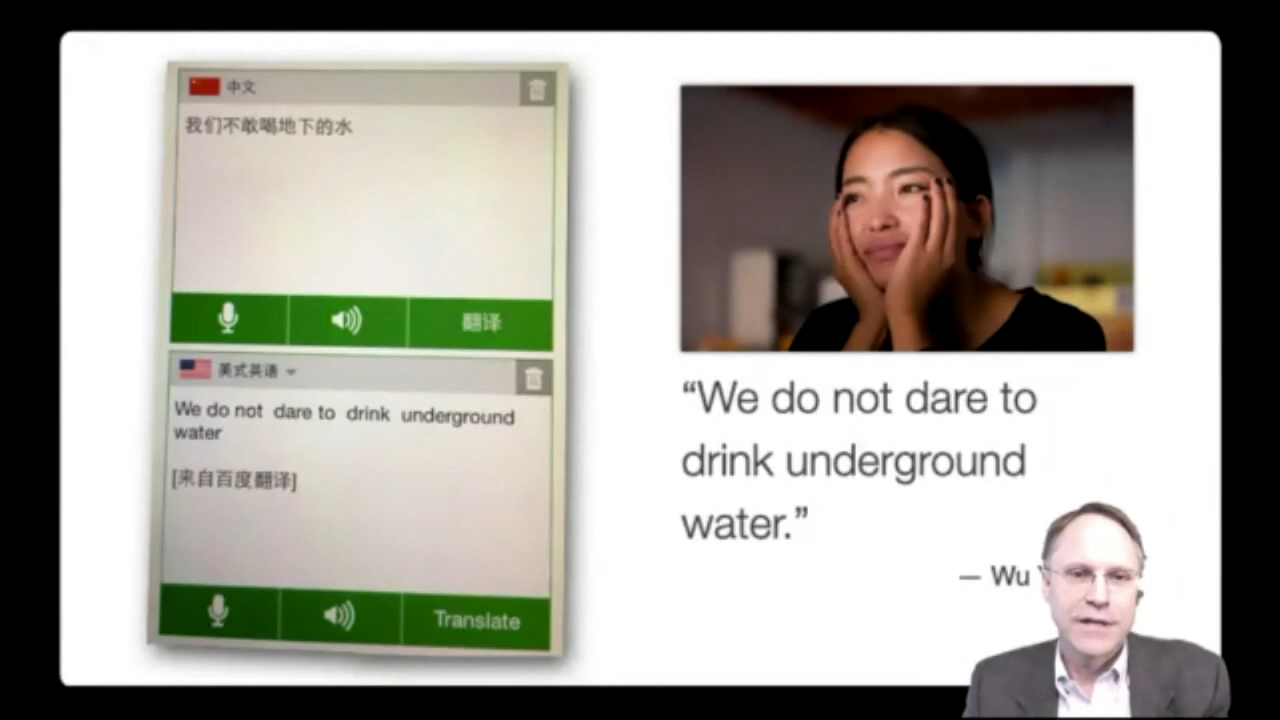 中文
我们不敢喝地下的水
翻译
美式英语
We do not dare to drink underground
water
[来自百度翻译]
Translate
“We do not dare to
drink underground
water.”
— Wu